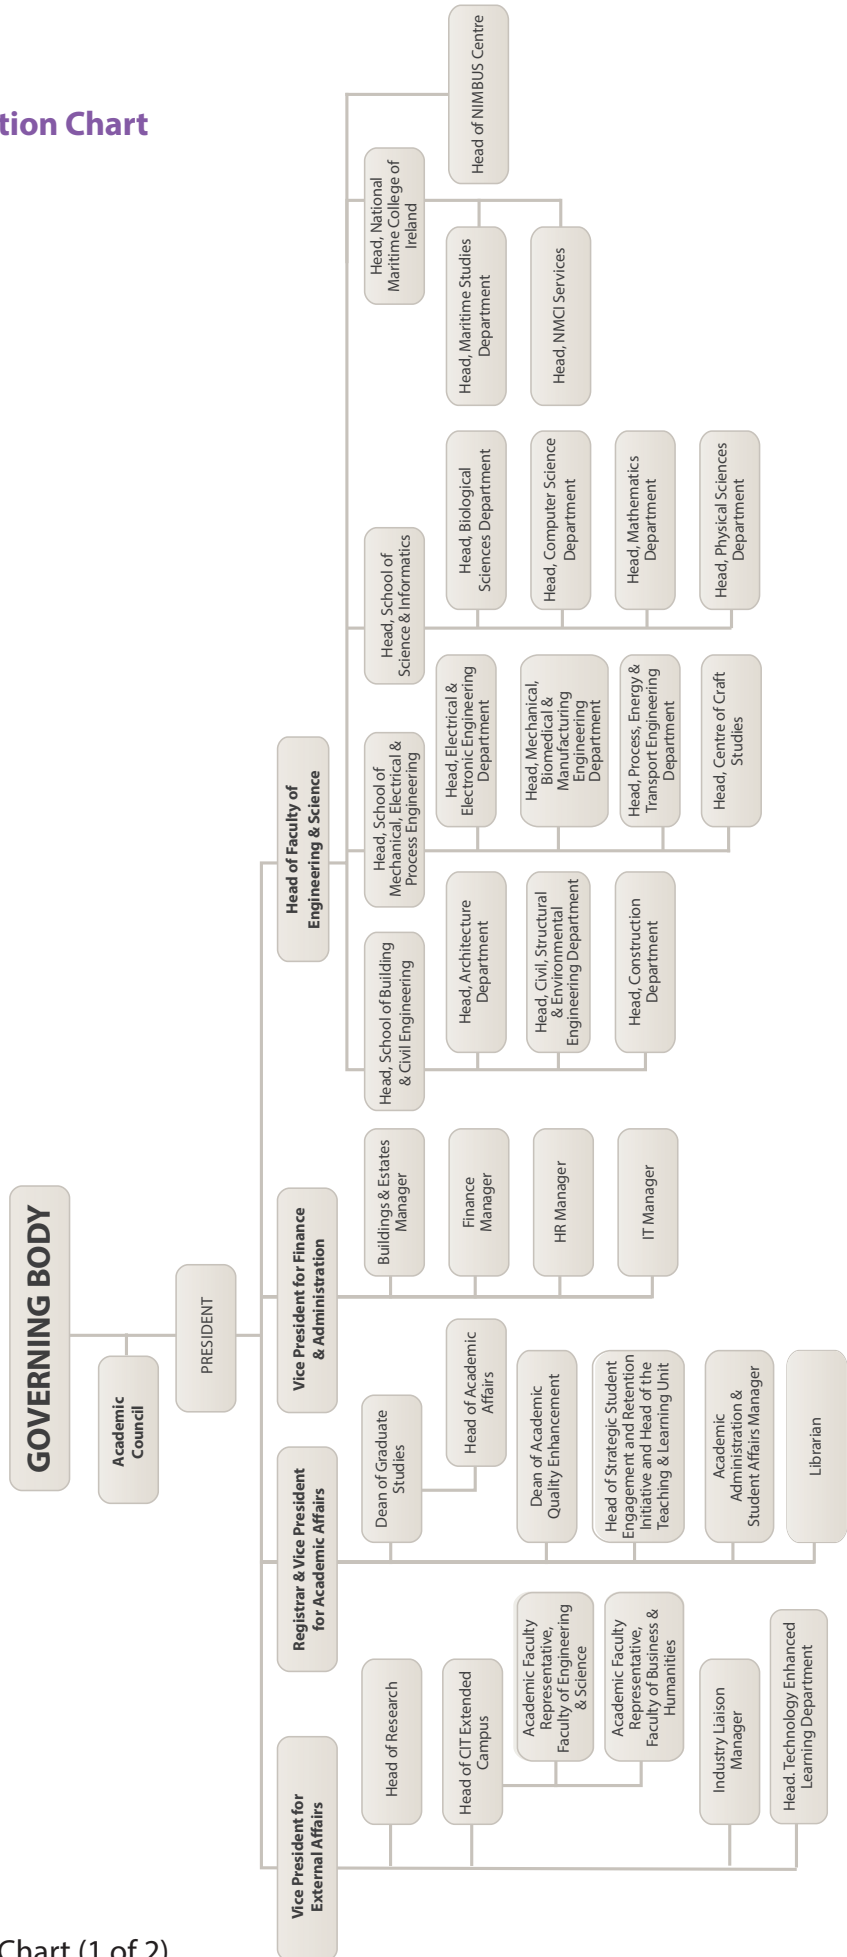 tion Chart
GOVERNING BODY
Academic
Council
PRESIDENT
Vice President for
External Affairs
Head of Research
Head of CIT Extended
Campus
Academic Faculty
Representative,
Faculty of Engineering
& Science
Academic Faculty
Representative,
Faculty of Business &
Humanities
Industry Liaison
Manager
Head. Technology Enhanced
Learning Department
Registrar & Vice President
for Academic Affairs
Dean of Graduate
Studies
Head of Academic
Affairs
Dean of Academic
Quality Enhancement
Head of Strategic Student
Engagement and Retention
Initiative and Head of the
Teaching & Learning Unit
Academic
Administration &
Student Affairs Manager
Librarian
Vice President for Finance
& Administration
Buildings & Estates
Manager
Finance
Manager
HR Manager
IT Manager
Head of Faculty of
Engineering & Science
Head, School of Building
& Civil Engineering
Head, Architecture
Department
Head, Civil, Structural
& Environmental
Engineering Department
Head, Construction
Department
Head, School of
Mechanical, Electrical &
Process Engineering
Head, Electrical &
Electronic Engineering
Department
Head, Mechanical,
Biomedical &
Manufacturing
Engineering
Department
Head, Process, Energy &
Transport Engineering
Department
Head, Centre of Craft
Studies
Head, School of
Science & Informatics
Head, Biological
Sciences Department
Head, Computer Science
Department
Head, Mathematics
Department
Head, Physical Sciences
Department
Head, National
Maritime College of
Ireland
Head, Maritime Studies
Department
Head, NMCI Services
Head of NIMBUS Centre
Chart (1 of 2)